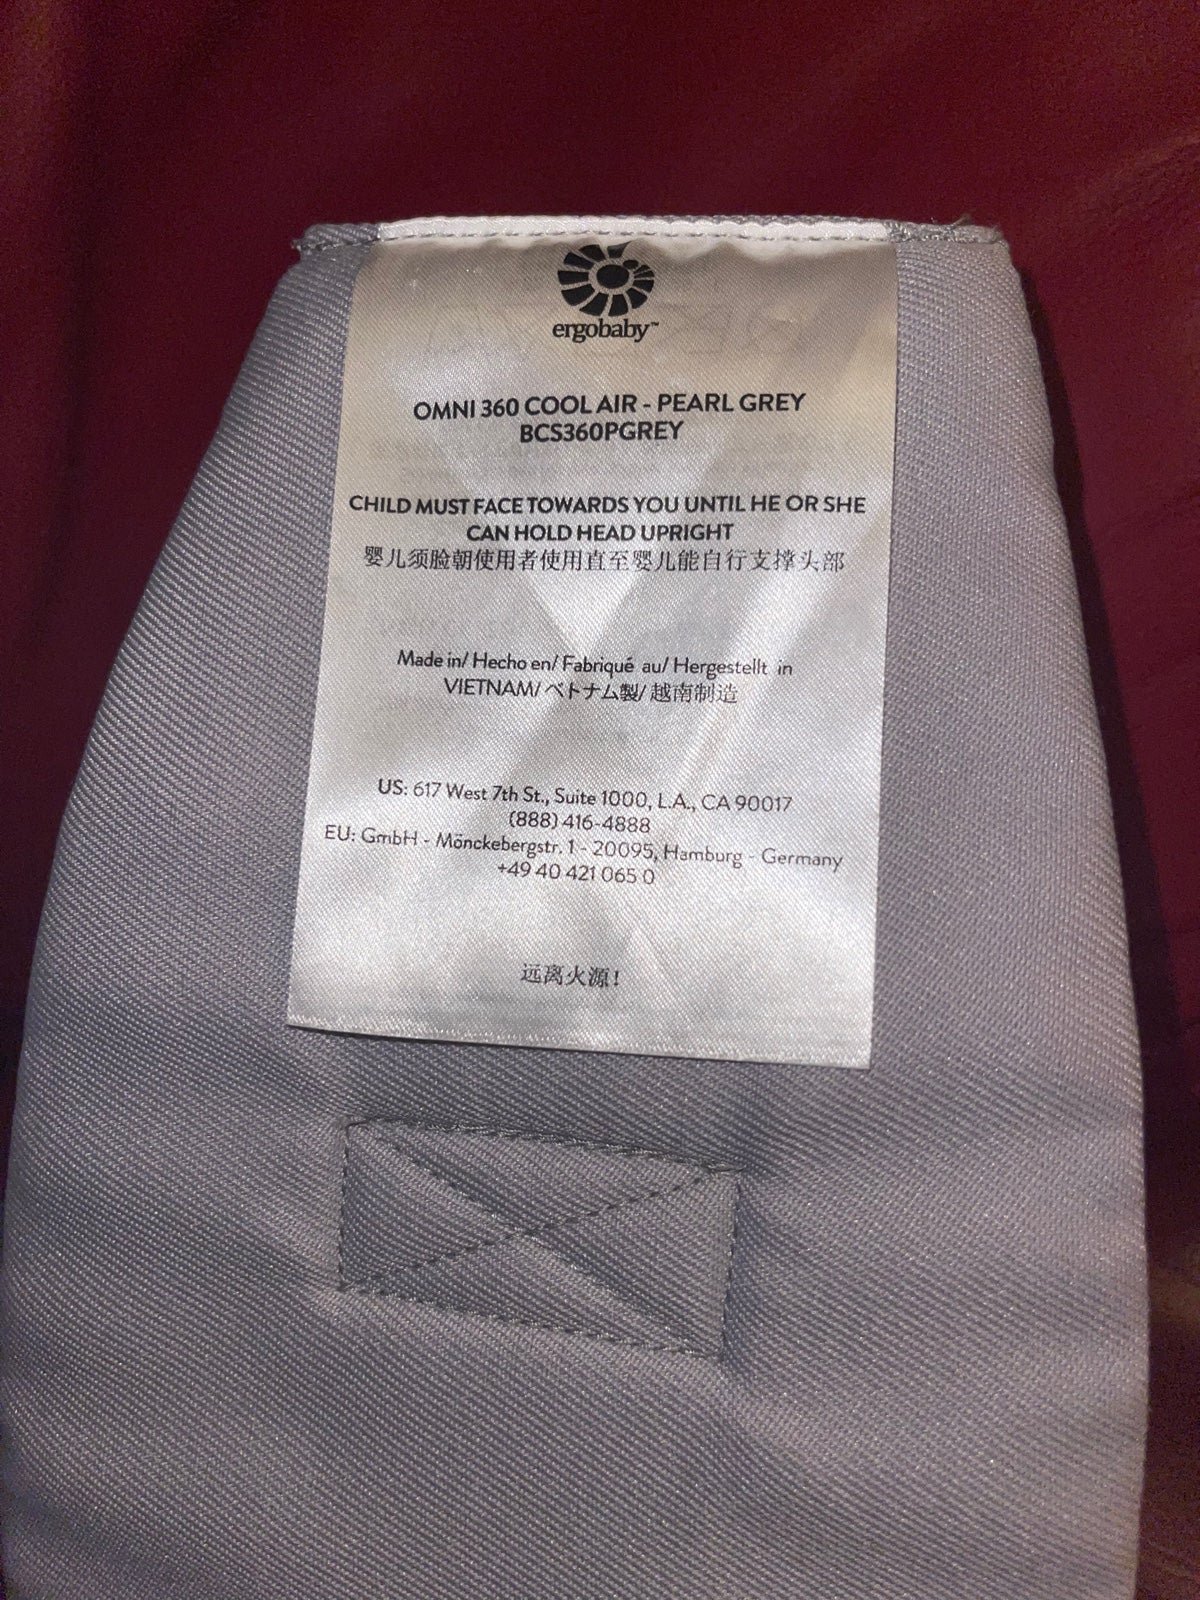 ergobaby™
OMNI 360 COOL AIR - PEARL GREY
BCS360PGREY
CHILD MUST FACE TOWARDS YOU UNTIL HE OR SHE
CAN HOLD HEAD UPRIGHT
婴儿须脸朝使用者使用直至婴儿能自行支撑头部
Made in/ Hecho en/ Fabriqué au/ Hergestellt in
VIETNAM/ ベトナム製/ 越南制造
US: 617 West 7th St., Suite 1000, L.A., CA 90017
(888) 416-4888
EU: GmbH - Mönckebergstr. 1 - 20095, Hamburg - Germany
+49 40 421 065 0
远离火源!